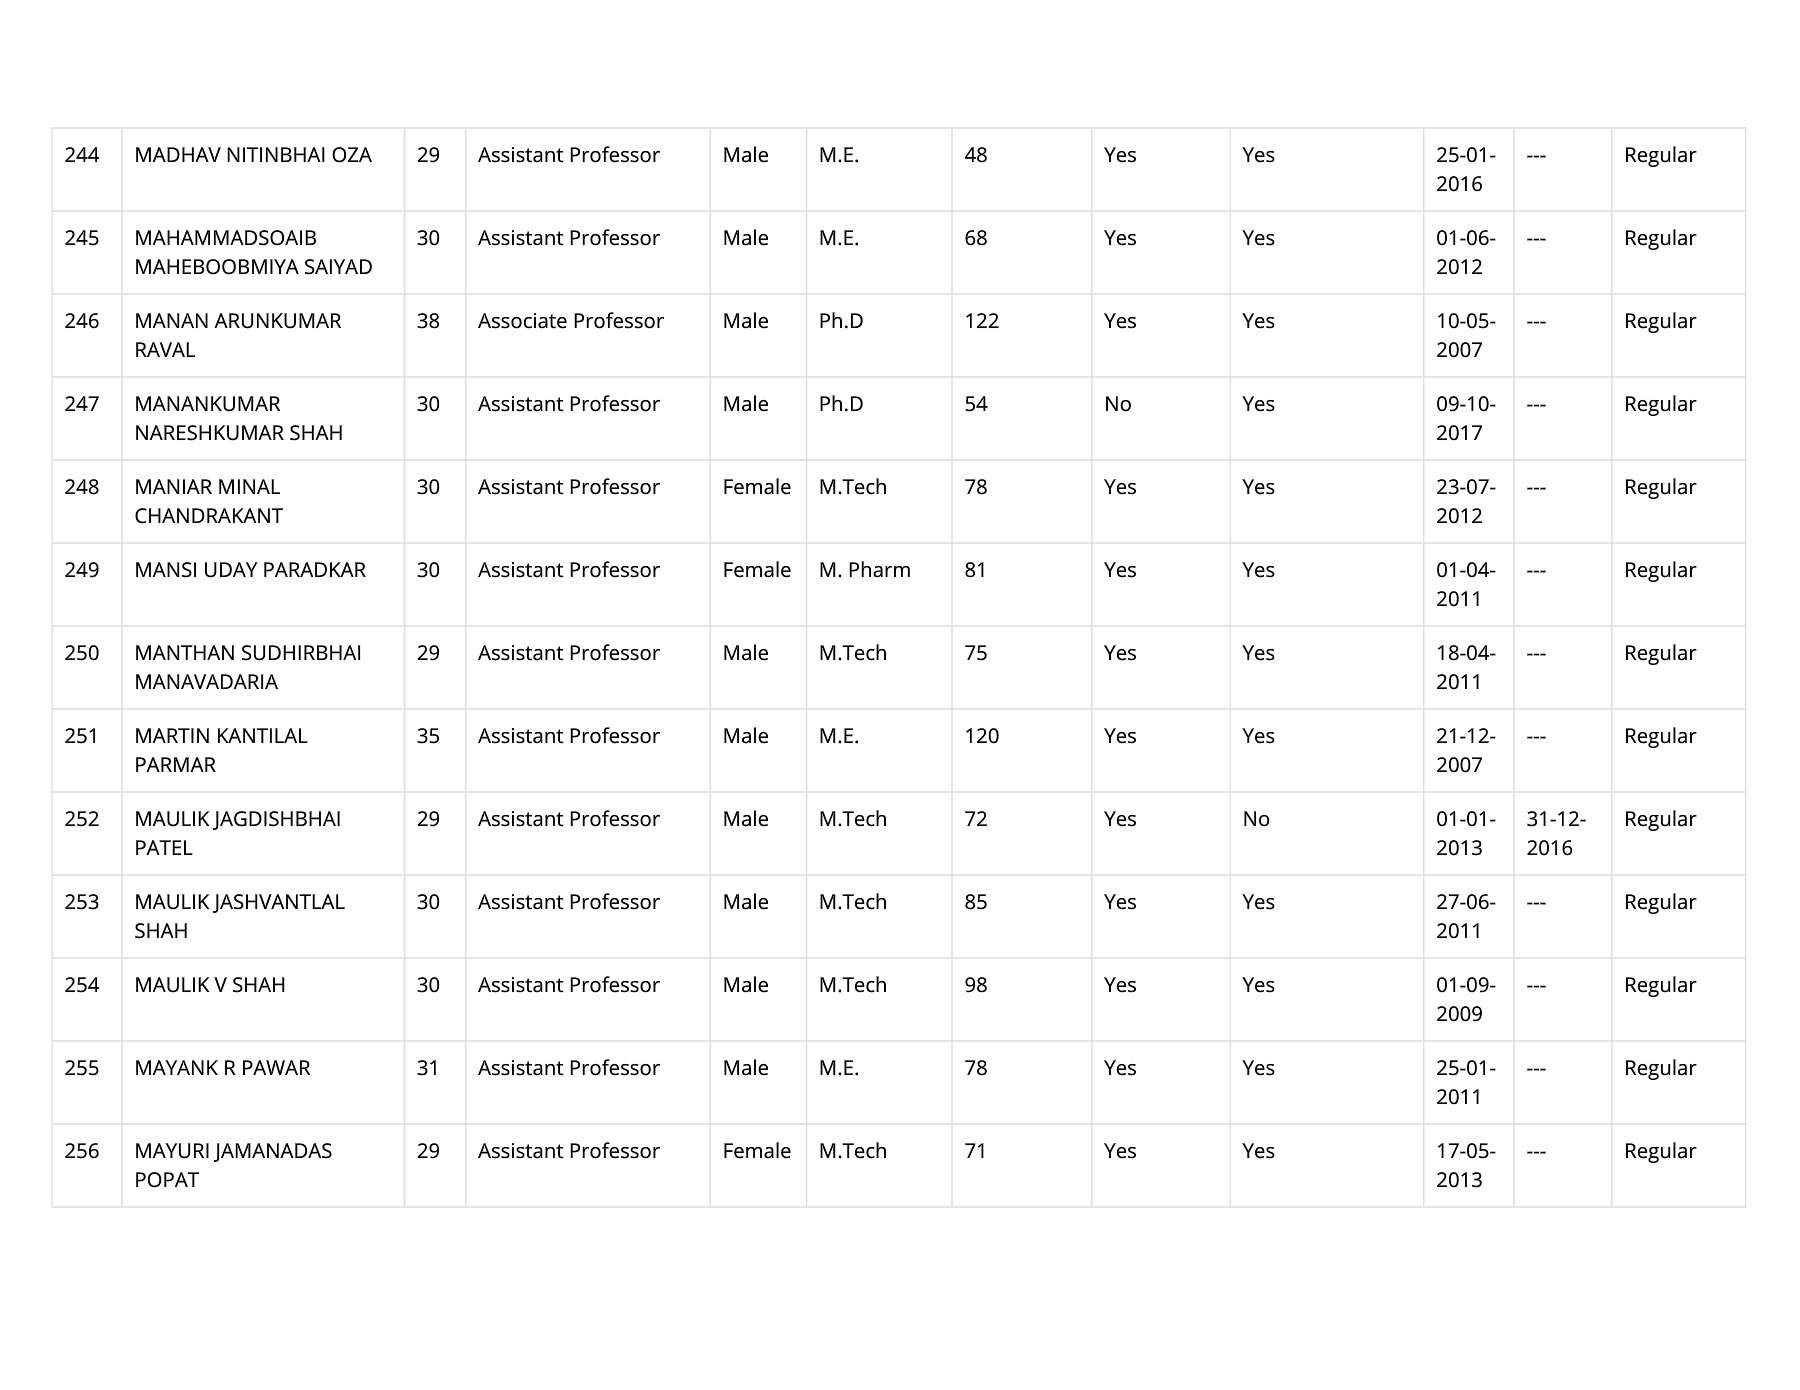 244 MADHAV NITINBHAI OZA 29 Assistant Professor Male M.E. 48 Yes Yes 25-01- --- Regular
2016
245 MAHAMMADSOAIB 30 Assistant Professor Male M.E. 68 Yes Yes 01-06- --- Regular
MAHEBOOBMIYA SAIYAD 2012
246 MANAN ARUNKUMAR 38 Associate Professor Male Ph.D 122 Yes Yes 10-05- --- Regular
RAVAL 2007
247 MANANKUMAR 30 Assistant Professor Male Ph.D 54 No Yes 09-10- --- Regular
NARESHKUMAR SHAH 2017
248 MANIAR MINAL 30 Assistant Professor Female M.Tech 78 Yes Yes 23-07- --- Regular
CHANDRAKANT 2012
249 MANSI UDAY PARADKAR 30 Assistant Professor Female M. Pharm 81 Yes Yes 01-04- --- Regular
2011
250 MANTHAN SUDHIRBHAI 29 Assistant Professor Male M.Tech 75 Yes Yes 18-04- --- Regular
MANAVADARIA 2011
251 MARTIN KANTILAL 35 Assistant Professor Male M.E. 120 Yes Yes 21-12- --- Regular
PARMAR 2007
252 MAULIK JAGDISHBHAI 29 Assistant Professor Male M.Tech 72 Yes No 01-01- 31-12- Regular
PATEL 2013 2016
253 MAULIK JASHVANTLAL 30 Assistant Professor Male M.Tech 85 Yes Yes 27-06- --- Regular
SHAH 2011
254 MAULIK V SHAH 30 Assistant Professor Male M.Tech 98 Yes Yes 01-09- --- Regular
2009
255 MAYANK R PAWAR 31 Assistant Professor Male M.E. 78 Yes Yes 25-01- --- Regular
2011
256 MAYURI JAMANADAS 29 Assistant Professor Female M.Tech 71 Yes Yes 17-05- --- Regular
POPAT 2013